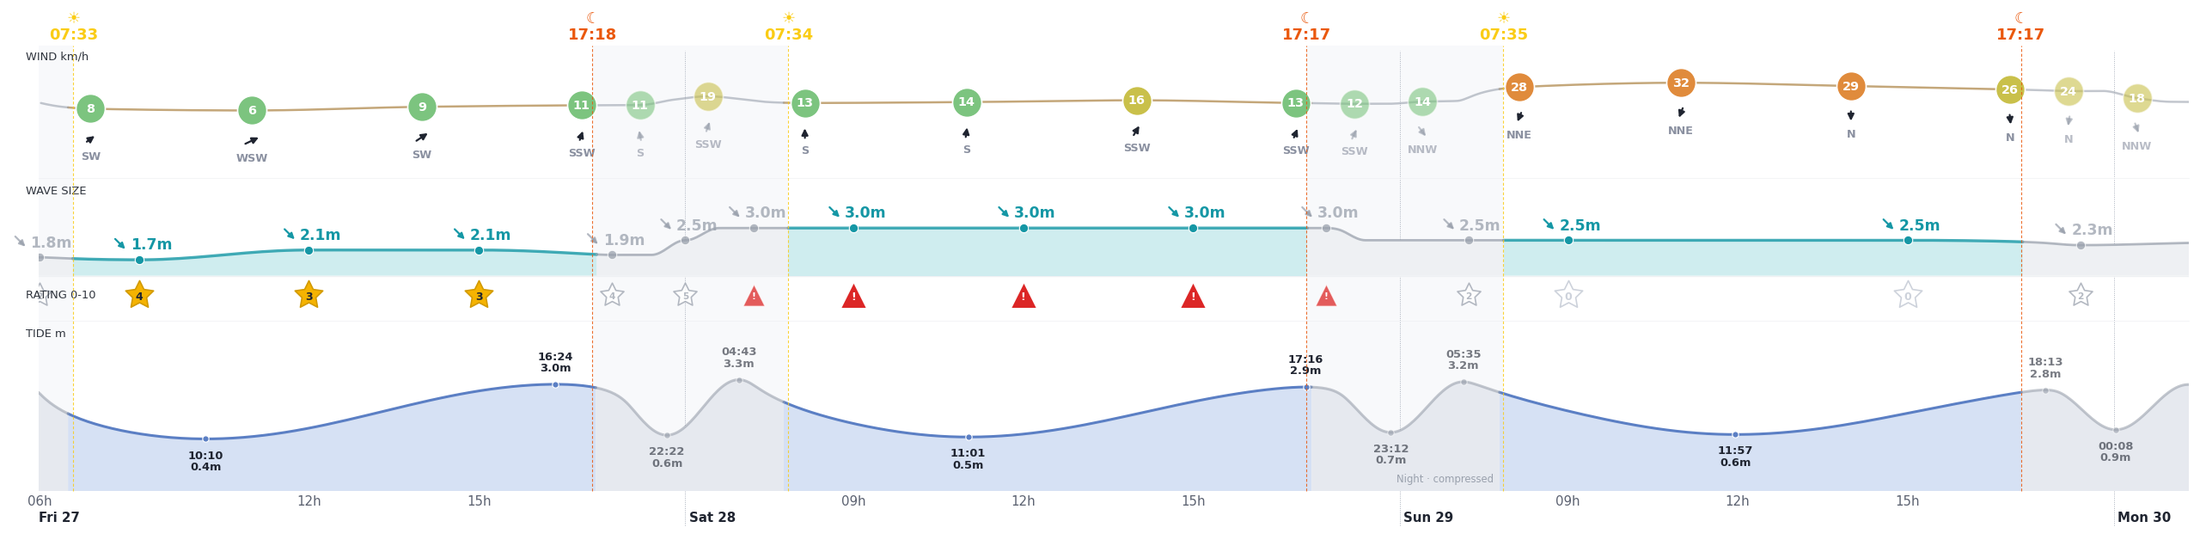 ☀ ☾ ☀ ☾ ☀ ☾
07:33 17:18 07:34 17:17 07:35 17:17
WIND km/h
8 6 9 11 11 19 13 14 16 13 12 14 28 32 29 26 24 18
SW WSW SW SSW S SSW S S SSW SSW SSW NNW NNE NNE N N N NNW
WAVE SIZE
1.8m 1.7m 2.1m 2.1m 1.9m 2.5m 3.0m 3.0m 3.0m 3.0m 3.0m 2.5m 2.5m 2.5m 2.3m
RATING 0-10
4 3 3 4 5 ! ! ! ! ! 2 0 0 2
TIDE m
16:24 04:43 17:16 05:35 18:13
3.0m 3.3m 2.9m 3.2m 2.8m
10:10 22:22 11:01 23:12 11:57 00:08
0.4m 0.6m 0.5m 0.7m 0.6m 0.9m
Night · compressed
06h 12h 15h 09h 12h 15h 09h 12h 15h
Fri 27 Sat 28 Sun 29 Mon 30